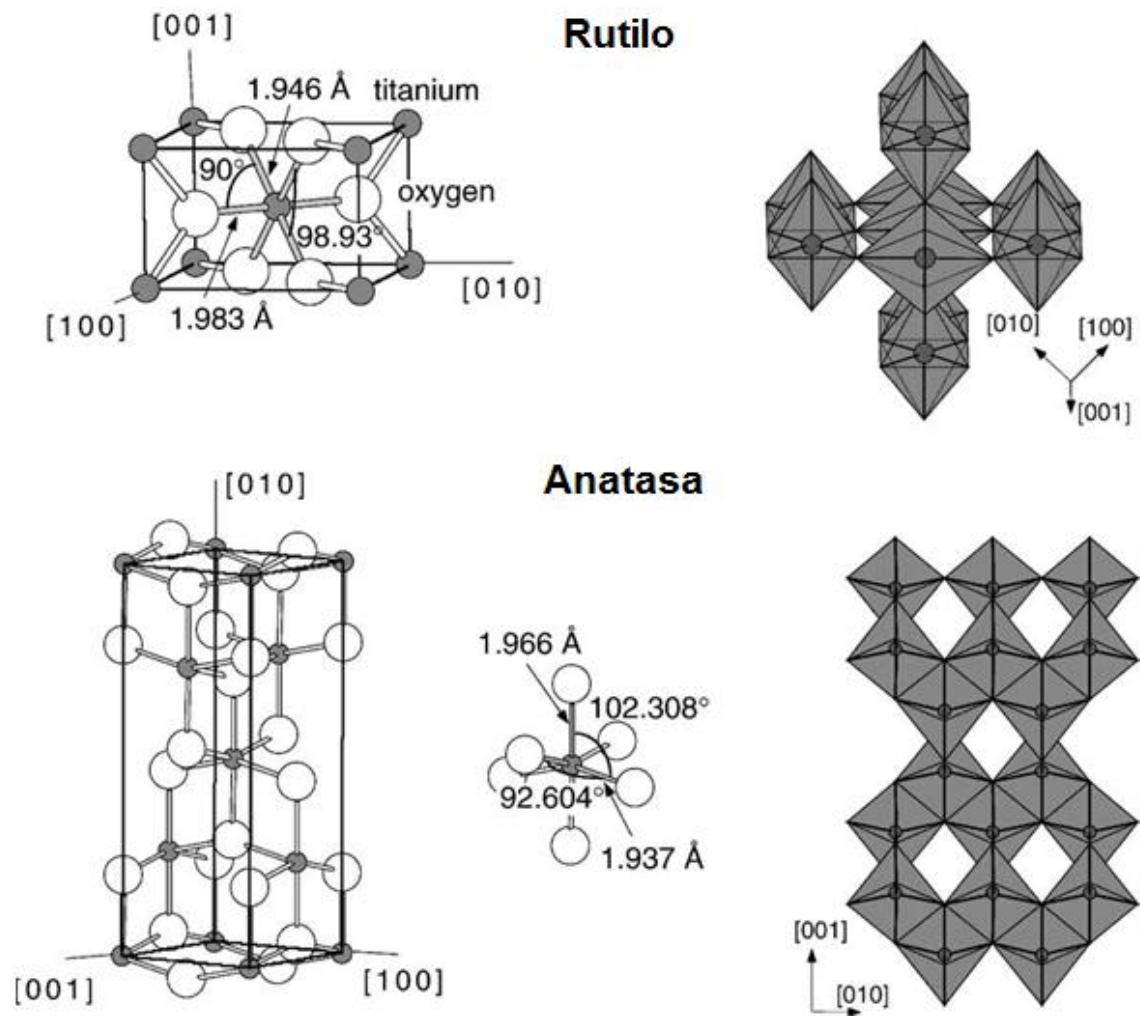 Rutilo
[001]
1.946 Å
titanium
90°
oxygen
98.93°
[010]
[100]
1.983 Å
[010]
[100]
[001]
Anatasa
[010]
1.966 Å
102.308°
92.604°
1.937 Å
[001]
[100]
[001]
[010]